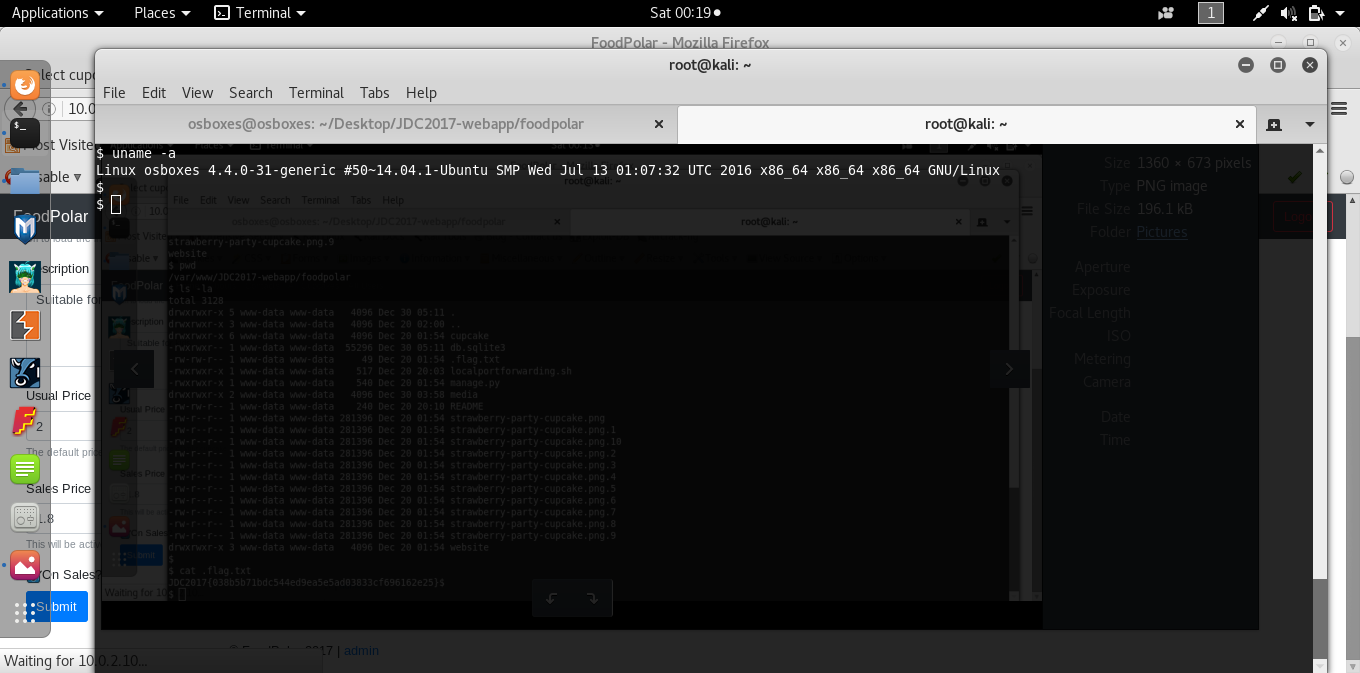 Applications Places Terminal Sat 00:19 1
FoodPolar - Mozilla Firefox
root@kali: ~
File Edit View Search Terminal Tabs Help
osboxes@osboxes: ~/Desktop/JDC2017-webapp/foodpolar root@kali: ~
$ uname -a
Linux osboxes 4.4.0-31-generic #50~14.04.1-Ubuntu SMP Wed Jul 13 01:07:32 UTC 2016 x86_64 x86_64 x86_64 GNU/Linux
$
$
Size 1360 × 673 pixels
Type PNG image
File Size 196.1 kB
Folder Pictures
Aperture
Exposure
Focal Length
ISO
Metering
Camera
Date
Time
File Edit View Search Terminal Tabs Help
osboxes@osboxes: ~/Desktop/JDC2017-webapp/foodpolar root@kali: ~
strawberry-party-cupcake.png.9
website
$ pwd
/var/www/JDC2017-webapp/foodpolar
$ ls -la
total 3128
drwxrwxr-x 5 www-data www-data 4096 Dec 30 05:11 .
drwxrwxr-x 3 www-data www-data 4096 Dec 20 02:00 ..
drwxrwxr-x 6 www-data www-data 4096 Dec 20 01:54 cupcake
-rwxrwxr-- 1 www-data www-data 55296 Dec 30 05:11 db.sqlite3
-rw-rw-r-- 1 www-data www-data 49 Dec 20 01:54 .flag.txt
-rwxrwxr-x 1 www-data www-data 517 Dec 20 20:03 localportforwarding.sh
-rwxrwxr-x 1 www-data www-data 540 Dec 20 01:54 manage.py
drwxrwxr-x 2 www-data www-data 4096 Dec 30 03:58 media
-rw-rw-r-- 1 www-data www-data 240 Dec 20 20:10 README
-rw-r--r-- 1 www-data www-data 281396 Dec 20 01:54 strawberry-party-cupcake.png
-rw-r--r-- 1 www-data www-data 281396 Dec 20 01:54 strawberry-party-cupcake.png.1
-rw-r--r-- 1 www-data www-data 281396 Dec 20 01:54 strawberry-party-cupcake.png.10
-rw-r--r-- 1 www-data www-data 281396 Dec 20 01:54 strawberry-party-cupcake.png.2
-rw-r--r-- 1 www-data www-data 281396 Dec 20 01:54 strawberry-party-cupcake.png.3
-rw-r--r-- 1 www-data www-data 281396 Dec 20 01:54 strawberry-party-cupcake.png.4
-rw-r--r-- 1 www-data www-data 281396 Dec 20 01:54 strawberry-party-cupcake.png.5
-rw-r--r-- 1 www-data www-data 281396 Dec 20 01:54 strawberry-party-cupcake.png.6
-rw-r--r-- 1 www-data www-data 281396 Dec 20 01:54 strawberry-party-cupcake.png.7
-rw-r--r-- 1 www-data www-data 281396 Dec 20 01:54 strawberry-party-cupcake.png.8
-rw-r--r-- 1 www-data www-data 281396 Dec 20 01:54 strawberry-party-cupcake.png.9
drwxrwxr-x 3 www-data www-data 4096 Dec 20 01:54 website
$
$ cat .flag.txt
$
Polar
Suitable
Usual Price
2
The default
Sales Price
This will be
On Sales?
Submit
2017 | admin
Waiting for 10.0.2.10...